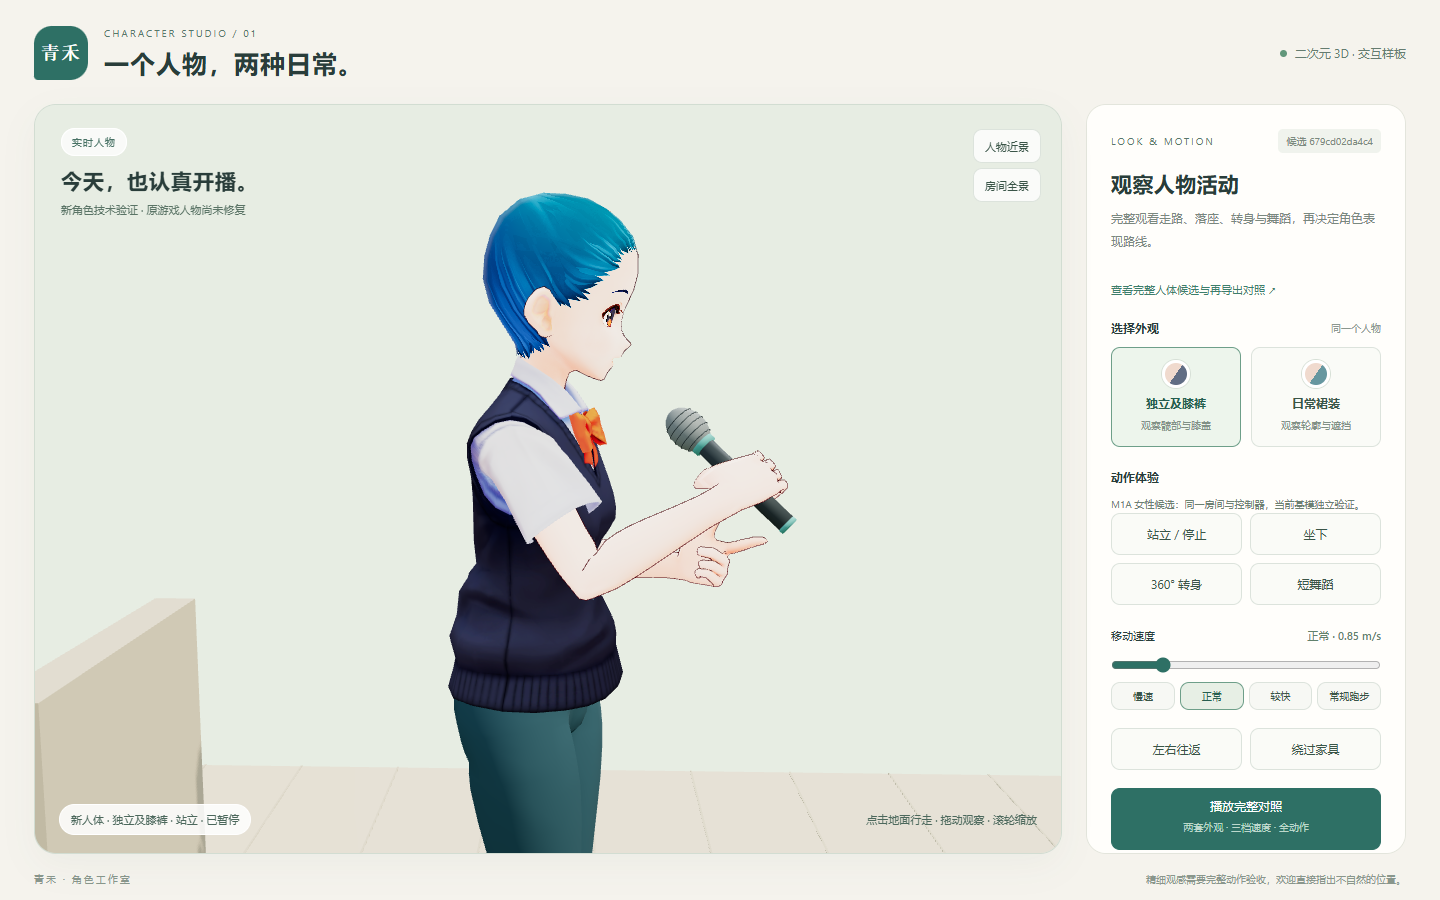 青禾
CHARACTER STUDIO / 01
一个人物，两种日常。
二次元 3D · 交互样板
实时人物
今天，也认真开播。
新角色技术验证 · 原游戏人物尚未修复
人物近景
房间全景
新人体 · 独立及膝裤 · 站立 · 已暂停
点击地面行走 · 拖动观察 · 滚轮缩放
LOOK & MOTION
候选 679cd02da4c4
观察人物活动
完整观看走路、落座、转身与舞蹈，再决定角色表
现路线。
查看完整人体候选与再导出对照 ↗
选择外观
同一个人物
独立及膝裤
观察髋部与膝盖
日常裙装
观察轮廓与遮挡
动作体验
M1A 女性候选：同一房间与控制器，当前基模独立验证。
站立 / 停止
坐下
360° 转身
短舞蹈
移动速度
正常 · 0.85 m/s
慢速
正常
较快
常规跑步
左右往返
绕过家具
播放完整对照
两套外观 · 三档速度 · 全动作
青禾 · 角色工作室
精细观感需要完整动作验收，欢迎直接指出不自然的位置。